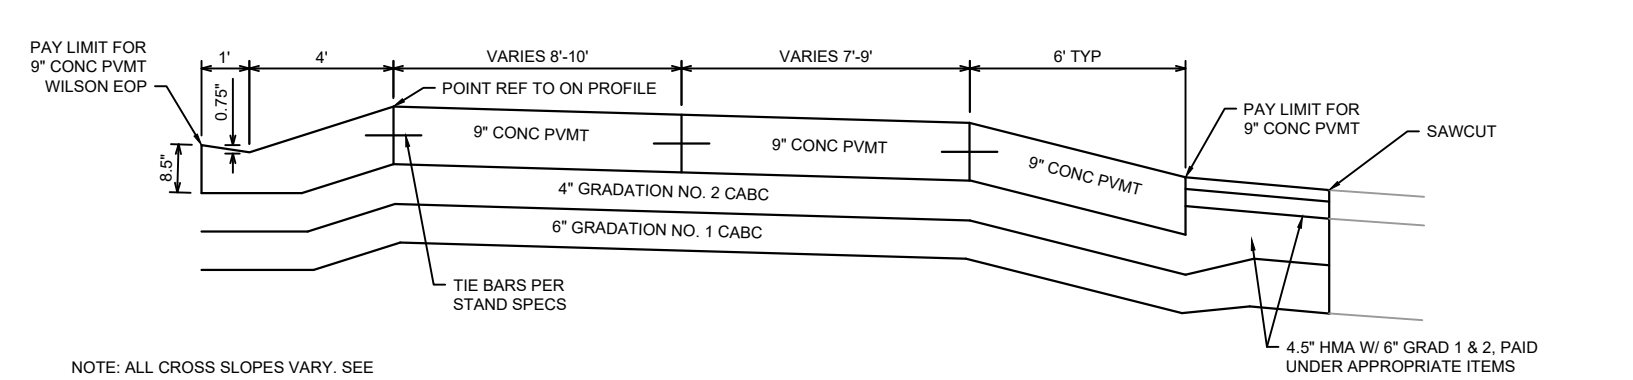 PAY LIMIT FOR
9" CONC PVMT
WILSON EOP
1'
4'
VARIES 8'-10'
VARIES 7'-9'
6' TYP
0.75"
8.5"
POINT REF TO ON PROFILE
PAY LIMIT FOR
9" CONC PVMT
SAWCUT
9" CONC PVMT
9" CONC PVMT
9" CONC PVMT
4" GRADATION NO. 2 CABC
6" GRADATION NO. 1 CABC
TIE BARS PER
STAND SPECS
4.5" HMA W/ 6" GRAD 1 & 2, PAID
UNDER APPROPRIATE ITEMS
NOTE: ALL CROSS SLOPES VARY. SEE